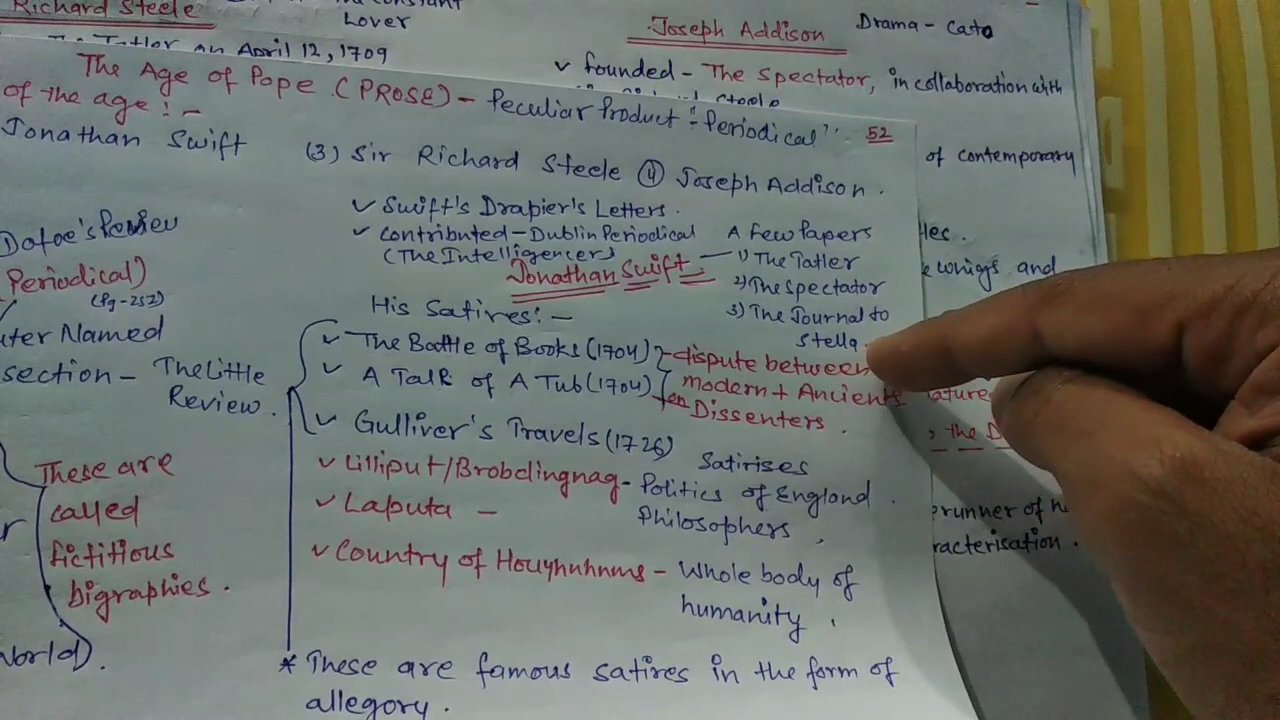 Richard Steele
Lover
Joseph Addison Drama - Cato
The Tatler on April 12, 1709
✓ founded - The Spectator, in collaboration with
The Age of Pope (PROSE) - Peculiar Product "Periodical" 52
of the age :-
Jonathan Swift (3) Sir Richard Steele (4) Joseph Addison.
of contemporary
✓ Swift's Drapier's Letters.
✓ Contributed - Dublin Periodical
(The Intelligencer)
A Few Papers
1) The Tatler
2) The Spectator
3) The Journal to
Stella.
Jonathan Swift
whigs and
Defoe's Review
Periodical)
(Pg-252)
Named
section - The Little
Review.
His Satires :-
✓ The Battle of Books (1704) } dispute between
modern + Ancients
✓ A Talk of A Tub (1704) { on
Dissenters.
✓ Gulliver's Travels (1726)
Satirises
✓ Lilliput/Brobdingnag - Politics of England.
✓ Laputa - Philosophers,
✓ Country of Houyhnhnms - Whole body of
humanity.
These are
called
fictitious
bigraphies.
World).
* These are famous satires in the form of
allegory.